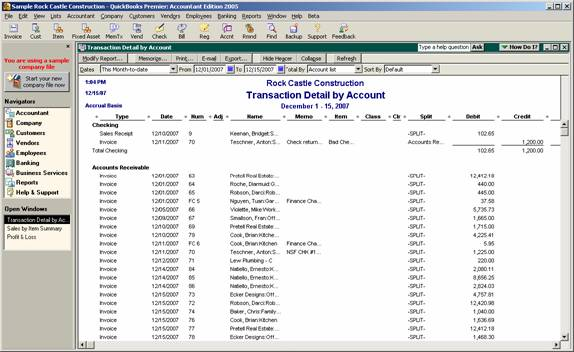 Sample Rock Castle Construction - QuickBooks Premier: Accountant Edition 2005
File Edit View Lists Accountant Company Customers Vendors Employees Banking Reports Window Help Beta
Invoice Cust Item Fixed Asset MemTx Vend Check Bill Reg Accnt Rmnd Find Backup Support Feedback
Transaction Detail by Account Type a help question Ask How Do I?
Modify Report... Memorize... Print... E-mail Export... Hide Header Collapse Refresh
Dates This Month-to-date From 12/01/2007 To 12/15/2007 Total By Account list Sort By Default
You are using a sample company file
Start your new company now
Navigators
Accountant
Company
Customers
Vendors
Employees
Banking
Business Services
Reports
Help & Support
Open Windows
Transaction Detail by Ac...
Sales by Item Summary
Profit & Loss
1:04 PM
12/15/07
Accrual Basis
Rock Castle Construction
Transaction Detail by Account
December 1 - 15, 2007
Type Date Num Adj Name Memo Item Class Clr Split Debit Credit
Checking
Sales Receipt 12/10/2007 9 Keenan, Bridget:S... -SPLIT- 102.65
Invoice 12/11/2007 70 Teschner, Anton:S... Check return... Bad Che... Accounts Re... 1,200.00
Total Checking 102.65 1,200.00
Accounts Receivable
Invoice 12/01/2007 63 Pretell Real Estate:... -SPLIT- 12,412.18
Invoice 12/01/2007 64 Roche, Diarmuid:G... -SPLIT- 440.00
Invoice 12/01/2007 65 Robson, Darci:Rob... -SPLIT- 445.00
Invoice 12/01/2007 FC 5 Nguyen, Tuan:Gar... Finance Cha... -SPLIT- 37.58
Invoice 12/05/2007 66 Violette, Mike:Work... -SPLIT- 5,735.73
Invoice 12/09/2007 67 Smallson, Fran:Off... -SPLIT- 1,665.00
Invoice 12/10/2007 69 Pretell Real Estate:... -SPLIT- 1,715.00
Invoice 12/10/2007 79 Cook, Brian:Kitche... -SPLIT- 4,225.41
Invoice 12/11/2007 FC 6 Cook, Brian:Kitchen Finance Cha... -SPLIT- 5.95
Invoice 12/11/2007 70 Teschner, Anton:S... NSF CHK #1... -SPLIT- 1,225.00
Invoice 12/12/2007 71 Lew Plumbing - C -SPLIT- 220.00
Invoice 12/14/2007 84 Natiello, Ernesto:K... -SPLIT- 2,080.11
Invoice 12/14/2007 85 Natiello, Ernesto:K... -SPLIT- 8,656.25
Invoice 12/14/2007 86 Natiello, Ernesto:K... -SPLIT- 2,824.03
Invoice 12/15/2007 73 Ecker Designs:Off... -SPLIT- 4,757.81
Invoice 12/15/2007 72 Robson, Darci:Rob... -SPLIT- 12,420.98
Invoice 12/15/2007 74 Baker, Chris:Family... -SPLIT- 1,040.00
Invoice 12/15/2007 76 Cook, Brian:Kitchen -SPLIT- 1,636.69
Invoice 12/15/2007 77 Pretell Real Estate:... -SPLIT- 12,412.18
Invoice 12/15/2007 78 Ecker Designs:Off... -SPLIT- 1,468.30